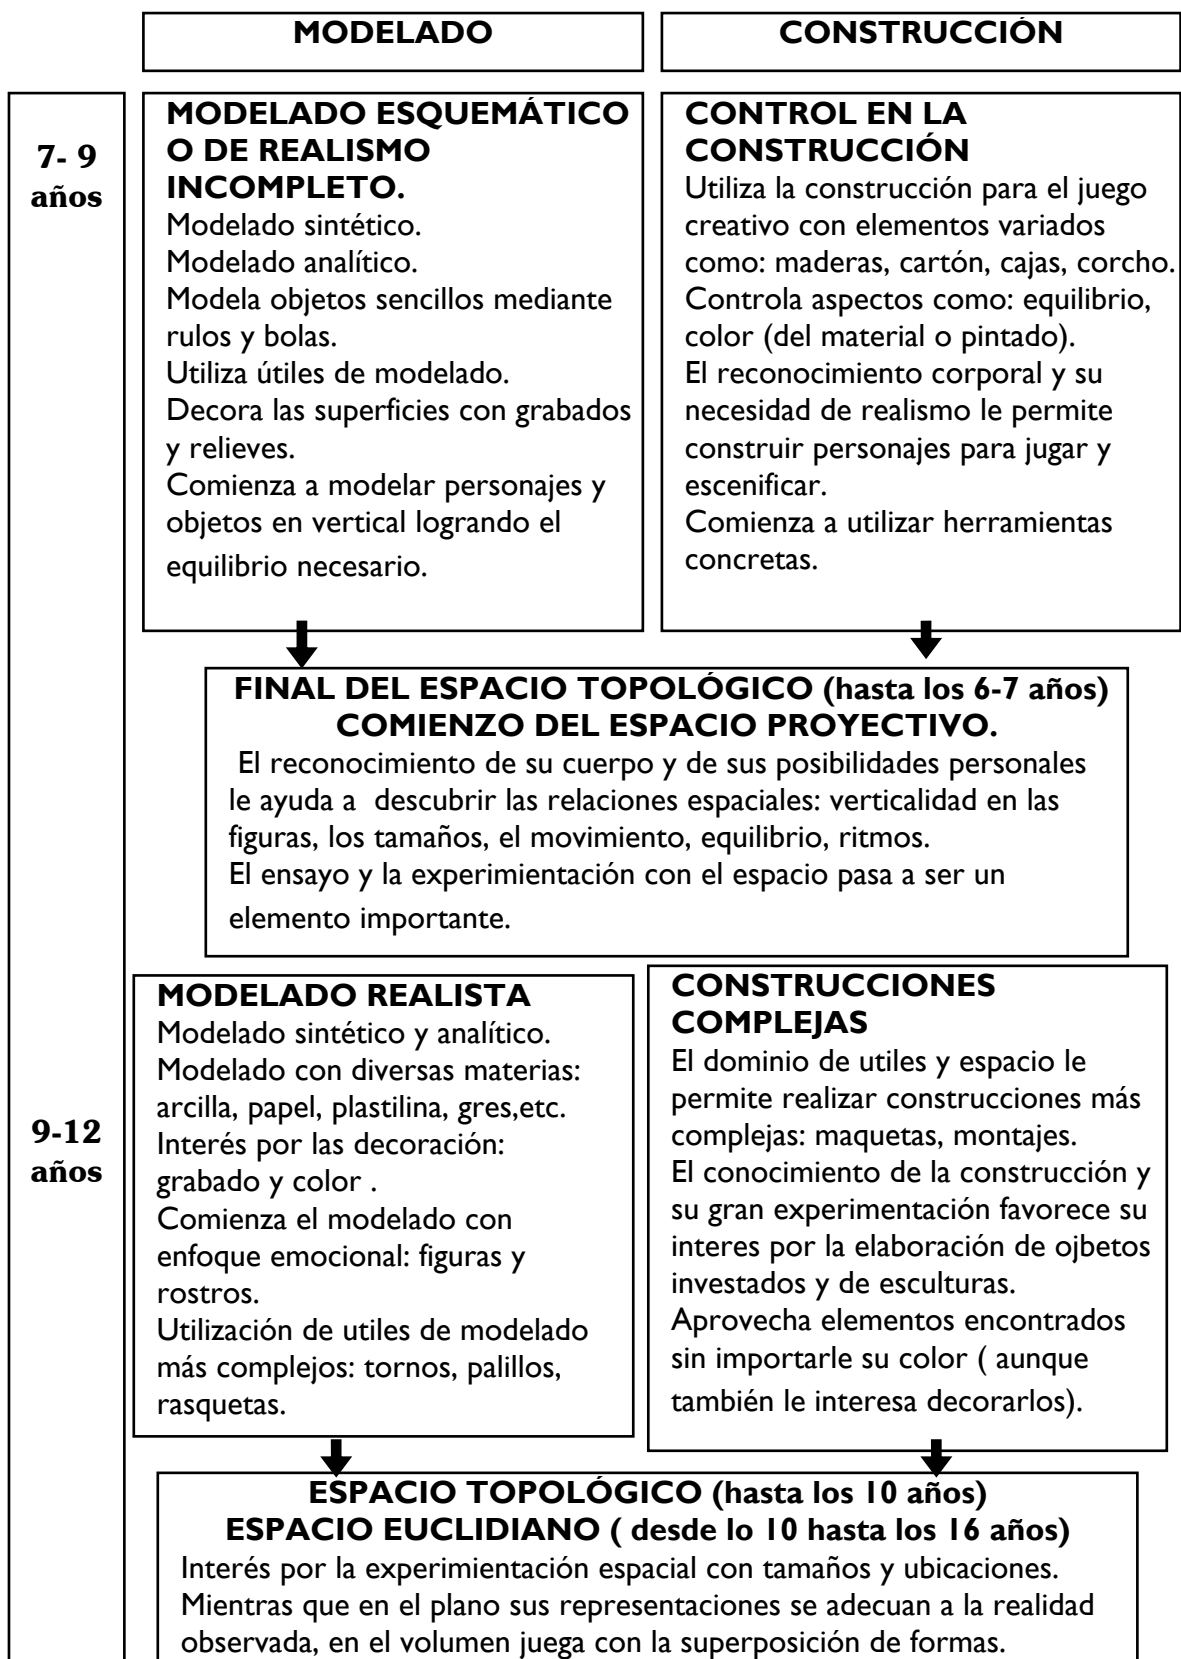 MODELADO
CONSTRUCCIÓN
7- 9
años
MODELADO ESQUEMÁTICO
O DE REALISMO
INCOMPLETO.
Modelado sintético.
Modelado analítico.
Modela objetos sencillos mediante
rulos y bolas.
Utiliza útiles de modelado.
Decora las superficies con grabados
y relieves.
Comienza a modelar personajes y
objetos en vertical logrando el
equilibrio necesario.
CONTROL EN LA
CONSTRUCCIÓN
Utiliza la construcción para el juego
creativo con elementos variados
como: maderas, cartón, cajas, corcho.
Controla aspectos como: equilibrio,
color (del material o pintado).
El reconocimiento corporal y su
necesidad de realismo le permite
construir personajes para jugar y
escenificar.
Comienza a utilizar herramientas
concretas.
FINAL DEL ESPACIO TOPOLÓGICO (hasta los 6-7 años)
COMIENZO DEL ESPACIO PROYECTIVO.
El reconocimiento de su cuerpo y de sus posibilidades personales
le ayuda a descubrir las relaciones espaciales: verticalidad en las
figuras, los tamaños, el movimiento, equilibrio, ritmos.
El ensayo y la experimientación con el espacio pasa a ser un
elemento importante.
9-12
años
MODELADO REALISTA
Modelado sintético y analítico.
Modelado con diversas materias:
arcilla, papel, plastilina, gres,etc.
Interés por las decoración:
grabado y color .
Comienza el modelado con
enfoque emocional: figuras y
rostros.
Utilización de utiles de modelado
más complejos: tornos, palillos,
rasquetas.
CONSTRUCCIONES
COMPLEJAS
El dominio de utiles y espacio le
permite realizar construcciones más
complejas: maquetas, montajes.
El conocimiento de la construcción y
su gran experimentación favorece su
interes por la elaboración de ojbetos
investados y de esculturas.
Aprovecha elementos encontrados
sin importarle su color ( aunque
también le interesa decorarlos).
ESPACIO TOPOLÓGICO (hasta los 10 años)
ESPACIO EUCLIDIANO ( desde lo 10 hasta los 16 años)
Interés por la experimientación espacial con tamaños y ubicaciones.
Mientras que en el plano sus representaciones se adecuan a la realidad
observada, en el volumen juega con la superposición de formas.